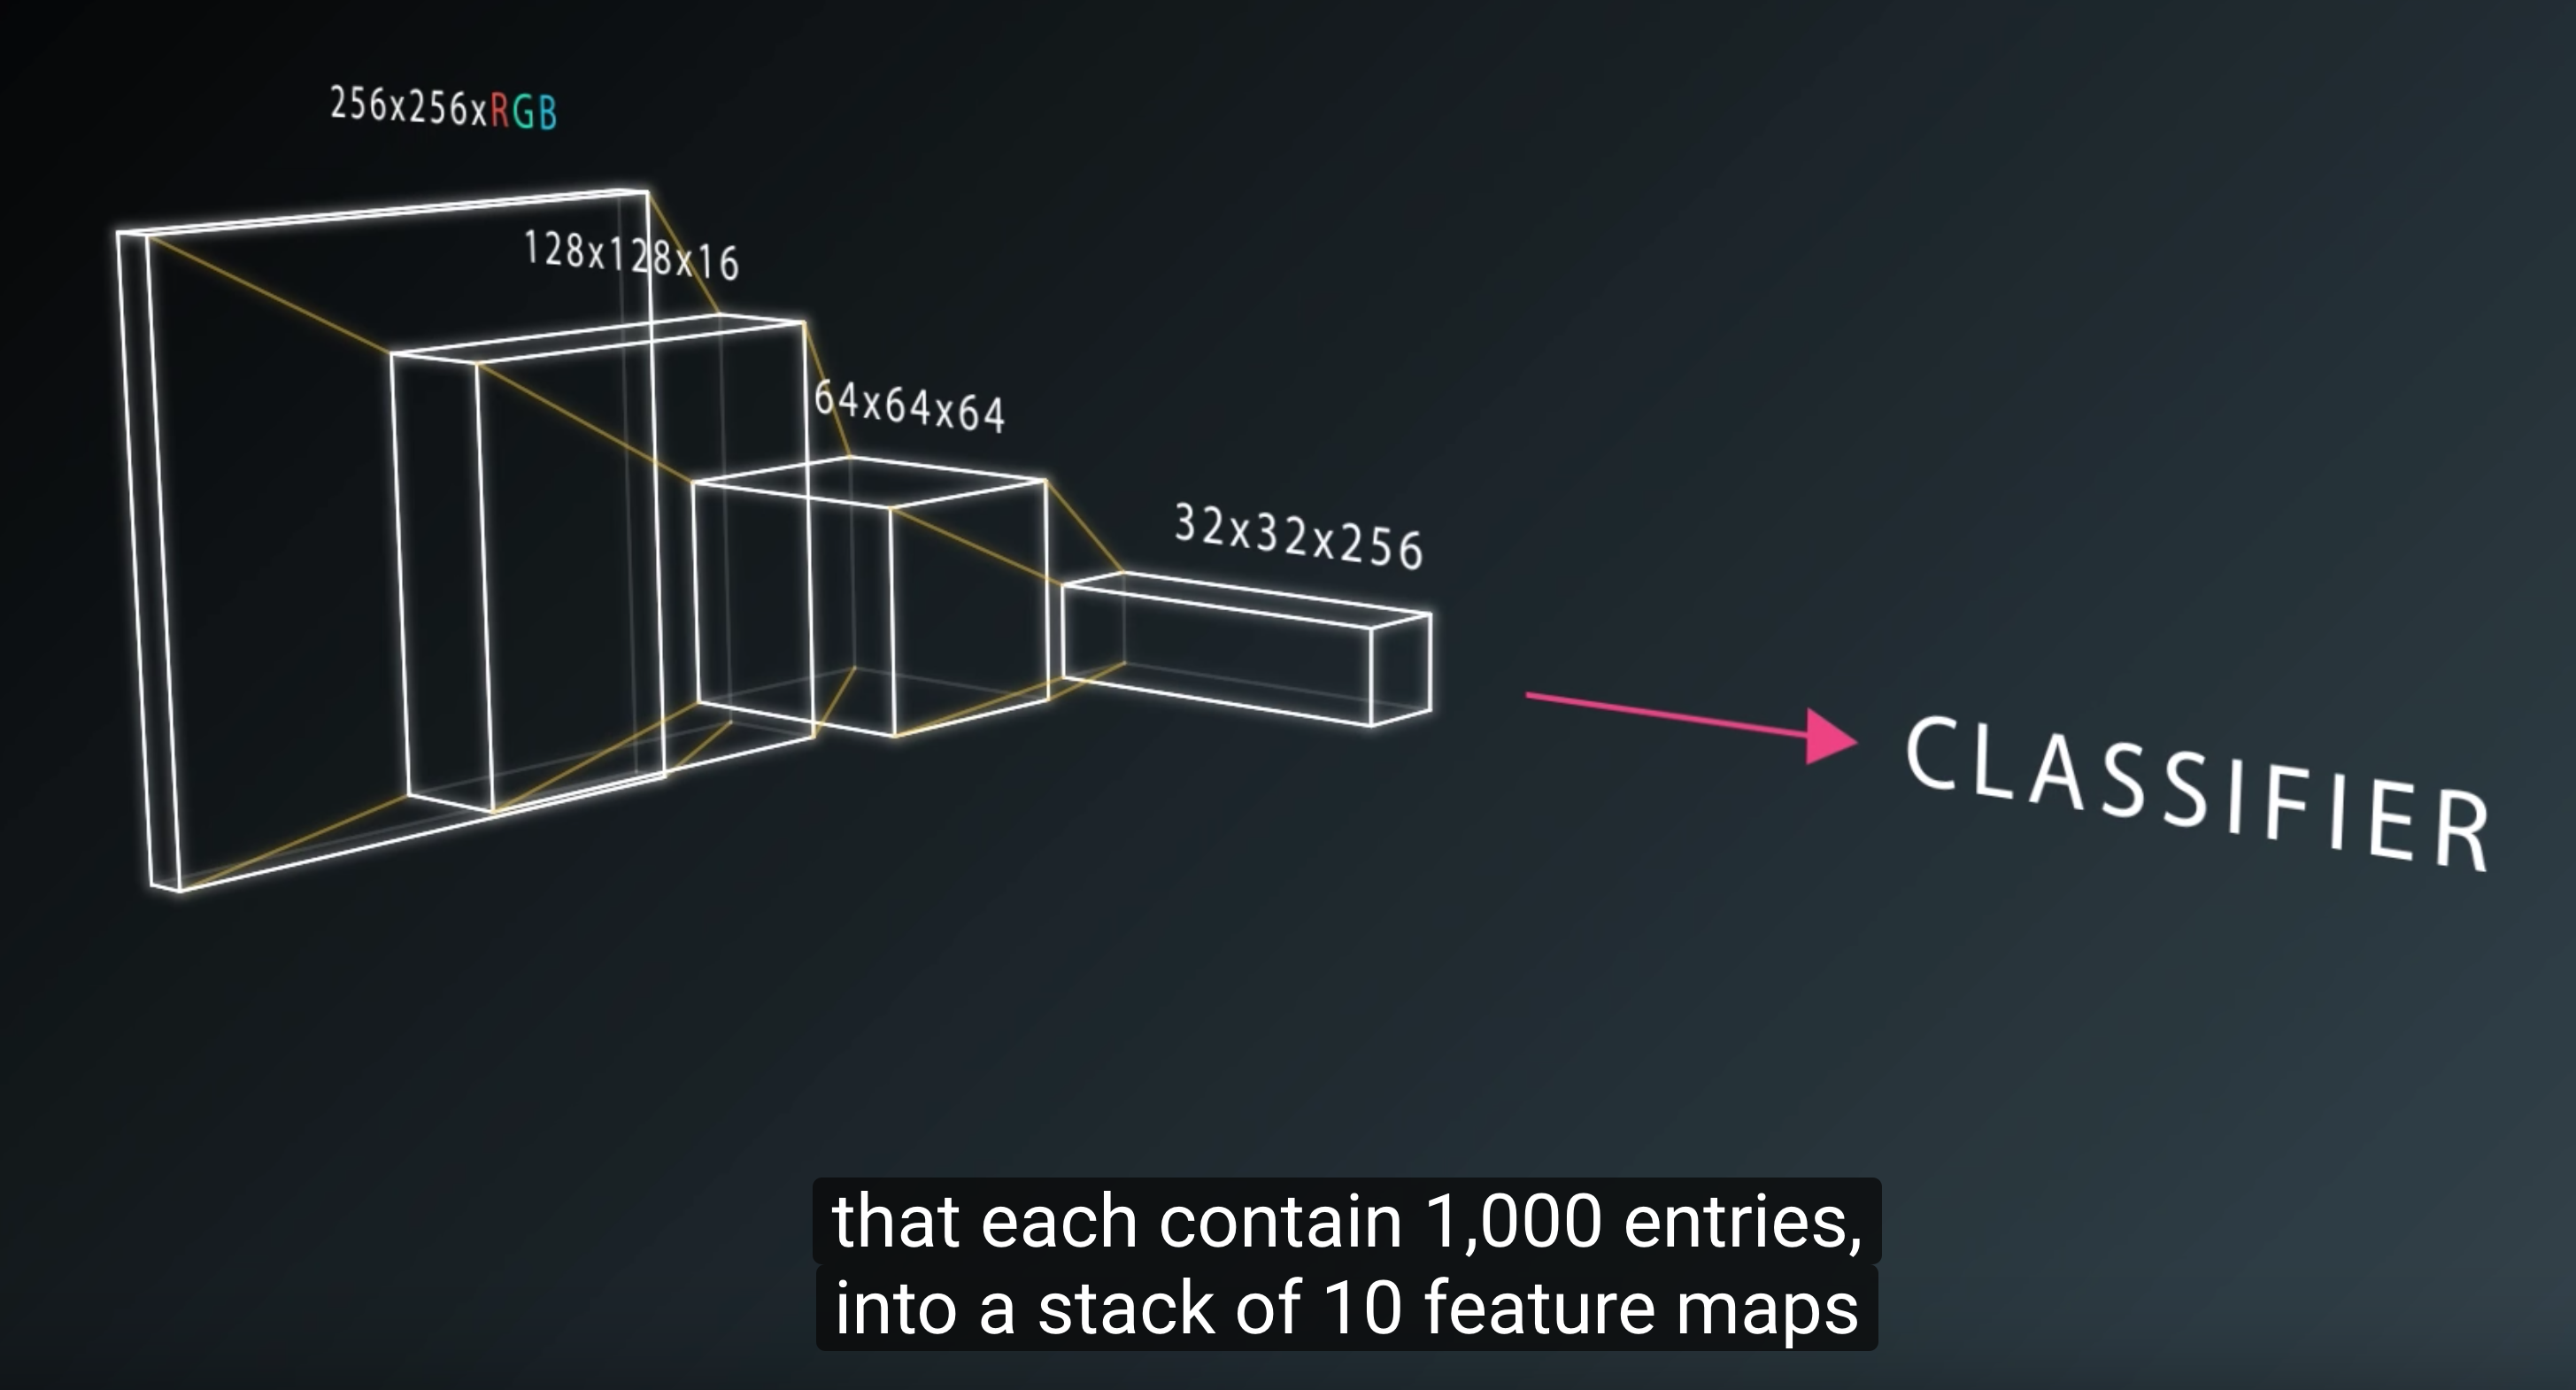 256x256xRGB
128x128x16
64x64x64
32x32x256
CLASSIFIER
that each contain 1,000 entries,
into a stack of 10 feature maps